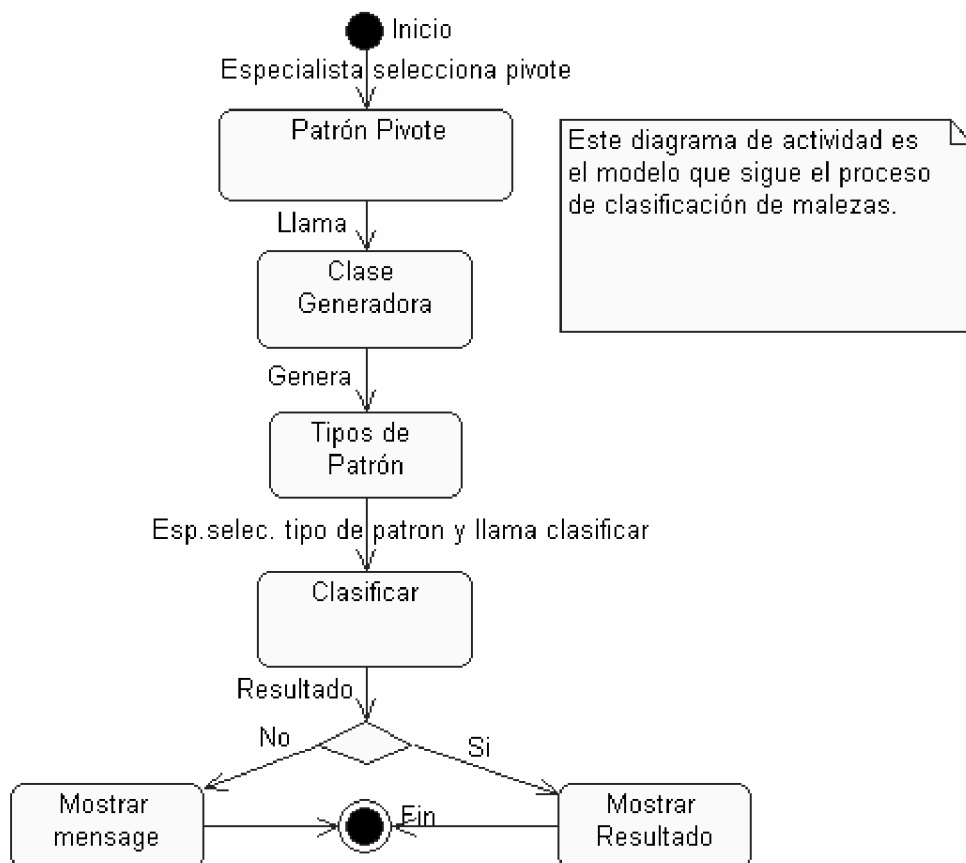 Inicio
Especialista selecciona pivote
Patrón Pivote
Este diagrama de actividad es
el modelo que sigue el proceso
de clasificación de malezas.
Llama
Clase
Generadora
Genera
Tipos de
Patrón
Esp.selec. tipo de patron y llama clasificar
Clasificar
Resultado
No
Si
Mostrar
mensage
Fin
Mostrar
Resultado